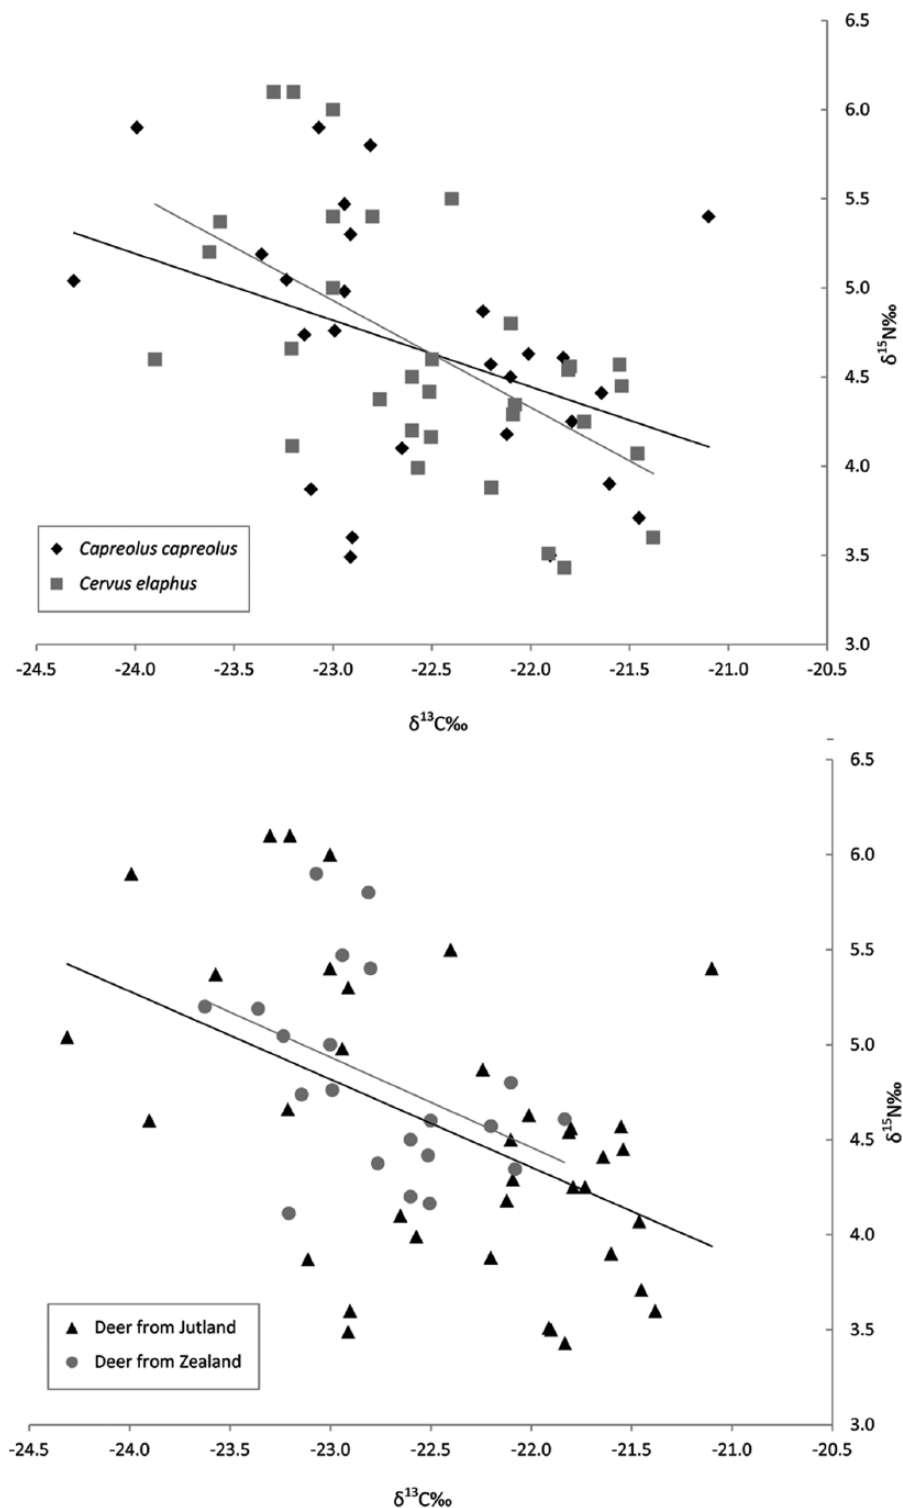 6.5
6.0
5.5
5.0
4.5
4.0
3.5
3.0
δ¹⁵N‰
Capreolus capreolus
Cervus elaphus
-24.5 -24.0 -23.5 -23.0 -22.5 -22.0 -21.5 -21.0 -20.5
δ¹³C‰
6.5
6.0
5.5
5.0
4.5
4.0
3.5
3.0
δ¹⁵N‰
Deer from Jutland
Deer from Zealand
-24.5 -24.0 -23.5 -23.0 -22.5 -22.0 -21.5 -21.0 -20.5
δ¹³C‰